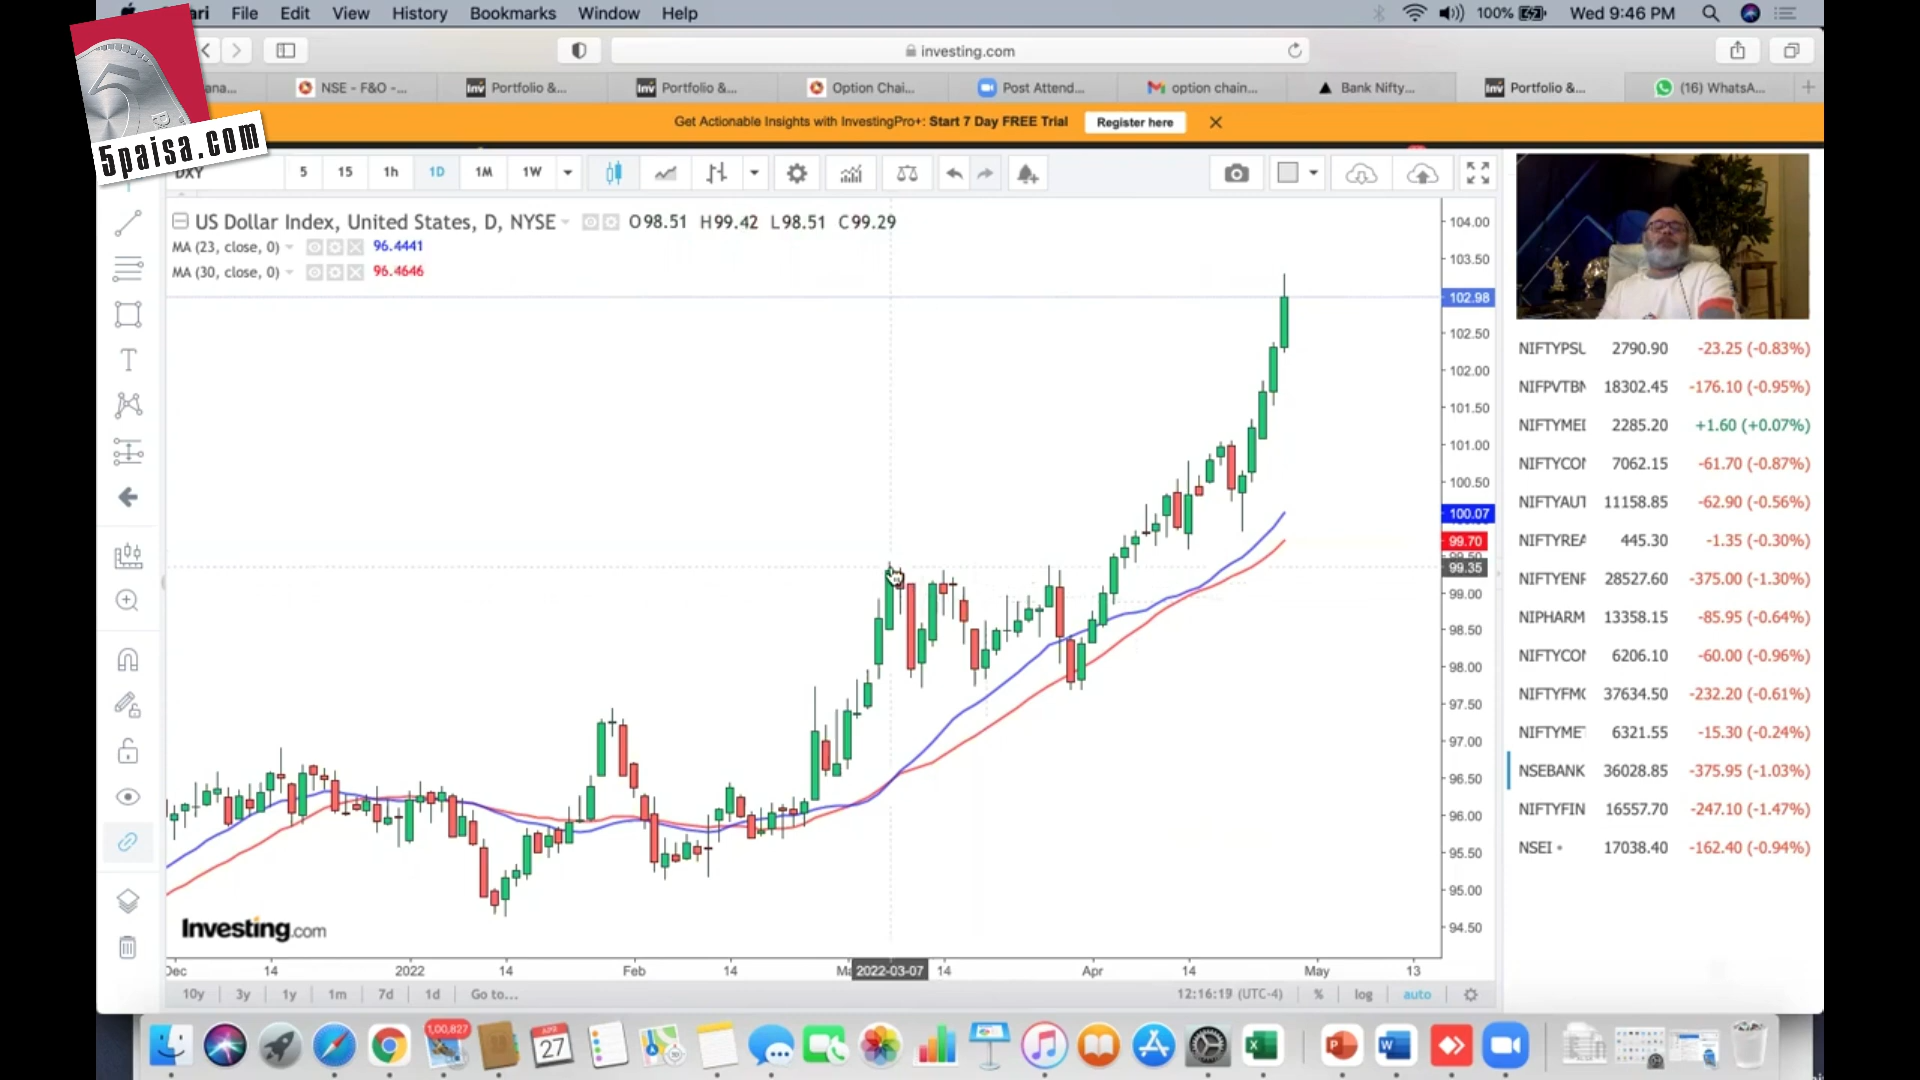 File Edit View History Bookmarks Window Help
100% Wed 9:46 PM
investing.com
NSE - F&O -...
Portfolio &...
Portfolio &...
Option Chai...
Post Attend...
option chain...
Bank Nifty...
Portfolio &...
(16) WhatsA...
Get Actionable Insights with InvestingPro+: Start 7 Day FREE Trial
Register here
5paisa.com
DXY
5 15 1h 1D 1M 1W
US Dollar Index, United States, D, NYSE
O98.51 H99.42 L98.51 C99.29
MA (23, close, 0) 96.4441
MA (30, close, 0) 96.4646
104.00
103.50
102.98
102.50
102.00
101.50
101.00
100.50
100.07
99.70
99.35
99.00
98.50
98.00
97.50
97.00
96.50
96.00
95.50
95.00
94.50
Investing.com
Dec 14 2022 14 Feb 14 2022-03-07 14 Apr 14 May 13
10y 3y 1y 1m 7d 1d Go to...
12:16:19 (UTC-4) % log auto
NIFTYPSU 2790.90 -23.25 (-0.83%)
NIFPVTBN 18302.45 -176.10 (-0.95%)
NIFTYMEI 2285.20 +1.60 (+0.07%)
NIFTYCO 7062.15 -61.70 (-0.87%)
NIFTYAUT 11158.85 -62.90 (-0.56%)
NIFTYREA 445.30 -1.35 (-0.30%)
NIFTYENR 28527.60 -375.00 (-1.30%)
NIPHARM 13358.15 -85.95 (-0.64%)
NIFTYCO 6206.10 -60.00 (-0.96%)
NIFTYFM 37634.50 -232.20 (-0.61%)
NIFTYME 6321.55 -15.30 (-0.24%)
NSEBANK 36028.85 -375.95 (-1.03%)
NIFTYFIN 16557.70 -247.10 (-1.47%)
NSEI 17038.40 -162.40 (-0.94%)
1,00,827
APR
27